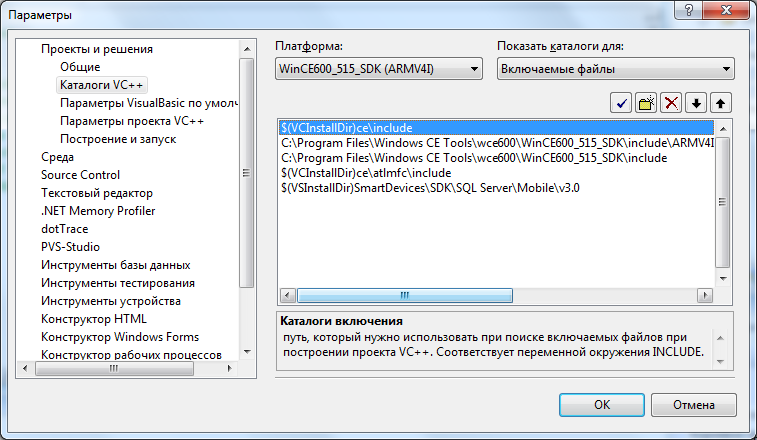 Параметры
Проекты и решения
Общие
Каталоги VC++
Параметры VisualBasic по умолч
Параметры проекта VC++
Построение и запуск
Среда
Source Control
Текстовый редактор
.NET Memory Profiler
dotTrace
PVS-Studio
Инструменты базы данных
Инструменты тестирования
Инструменты устройства
Конструктор HTML
Конструктор Windows Forms
Конструктор рабочих процессов
Платформа:
WinCE600_515_SDK (ARMV4I)
Показать каталоги для:
Включаемые файлы
$(VCInstallDir)ce\include
C:\Program Files\Windows CE Tools\wce600\WinCE600_515_SDK\include\ARMV4I
C:\Program Files\Windows CE Tools\wce600\WinCE600_515_SDK\include
$(VCInstallDir)ce\atlmfc\include
$(VSInstallDir)SmartDevices\SDK\SQL Server\Mobile\v3.0
Каталоги включения
путь, который нужно использовать при поиске включаемых файлов при
построении проекта VC++. Соответствует переменной окружения INCLUDE.
OK
Отмена